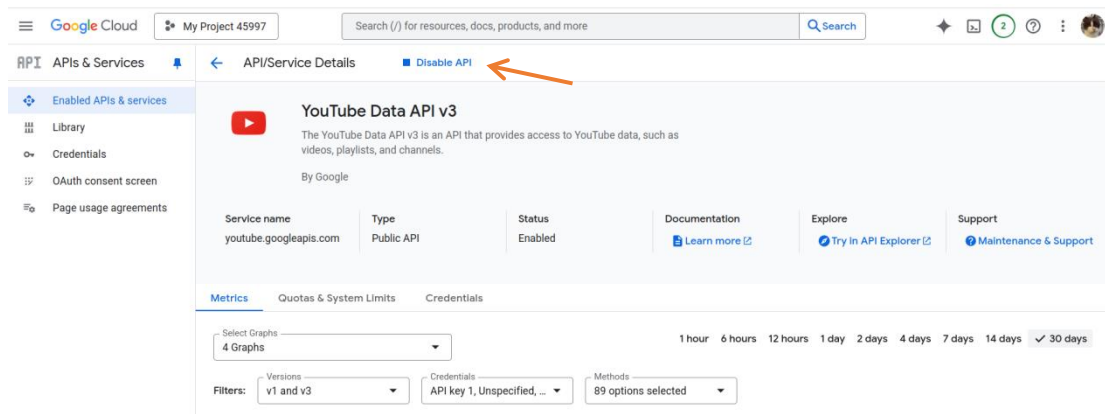 Google Cloud My Project 45997 Search (/) for resources, docs, products, and more Search 2
API APIs & Services API/Service Details Disable API
Enabled APIs & services
Library
Credentials
OAuth consent screen
Page usage agreements
YouTube Data API v3
The YouTube Data API v3 is an API that provides access to YouTube data, such as
videos, playlists, and channels.
By Google
Service name Type Status Documentation Explore Support
youtube.googleapis.com Public API Enabled Learn more Try in API Explorer Maintenance & Support
Metrics Quotas & System Limits Credentials
Select Graphs
4 Graphs
1 hour 6 hours 12 hours 1 day 2 days 4 days 7 days 14 days 30 days
Versions Credentials Methods
Filters: v1 and v3 API key 1, Unspecified, ... 89 options selected